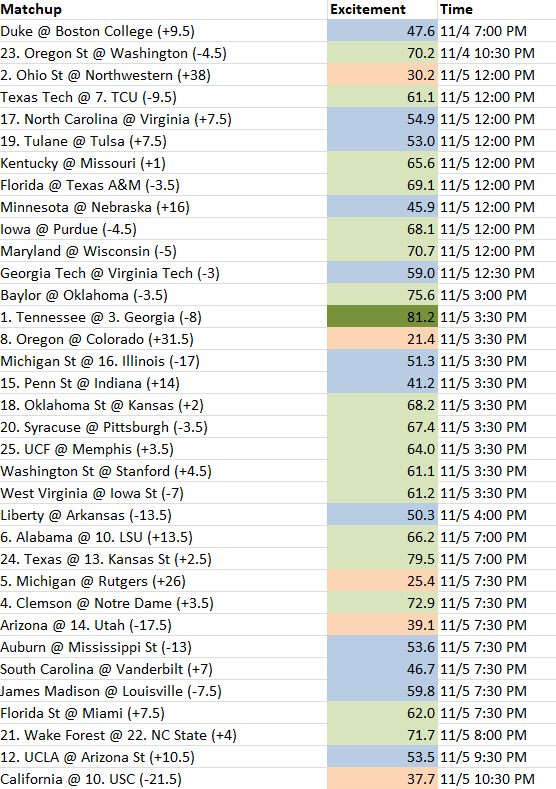 Matchup Excitement Time
Duke @ Boston College (+9.5) 47.6 11/4 7:00 PM
23. Oregon St @ Washington (-4.5) 70.2 11/4 10:30 PM
2. Ohio St @ Northwestern (+38) 30.2 11/5 12:00 PM
Texas Tech @ 7. TCU (-9.5) 61.1 11/5 12:00 PM
17. North Carolina @ Virginia (+7.5) 54.9 11/5 12:00 PM
19. Tulane @ Tulsa (+7.5) 53.0 11/5 12:00 PM
Kentucky @ Missouri (+1) 65.6 11/5 12:00 PM
Florida @ Texas A&M (-3.5) 69.1 11/5 12:00 PM
Minnesota @ Nebraska (+16) 45.9 11/5 12:00 PM
Iowa @ Purdue (-4.5) 68.1 11/5 12:00 PM
Maryland @ Wisconsin (-5) 70.7 11/5 12:00 PM
Georgia Tech @ Virginia Tech (-3) 59.0 11/5 12:30 PM
Baylor @ Oklahoma (-3.5) 75.6 11/5 3:00 PM
1. Tennessee @ 3. Georgia (-8) 81.2 11/5 3:30 PM
8. Oregon @ Colorado (+31.5) 21.4 11/5 3:30 PM
Michigan St @ 16. Illinois (-17) 51.3 11/5 3:30 PM
15. Penn St @ Indiana (+14) 41.2 11/5 3:30 PM
18. Oklahoma St @ Kansas (+2) 68.2 11/5 3:30 PM
20. Syracuse @ Pittsburgh (-3.5) 67.4 11/5 3:30 PM
25. UCF @ Memphis (+3.5) 64.0 11/5 3:30 PM
Washington St @ Stanford (+4.5) 61.1 11/5 3:30 PM
West Virginia @ Iowa St (-7) 61.2 11/5 3:30 PM
Liberty @ Arkansas (-13.5) 50.3 11/5 4:00 PM
6. Alabama @ 10. LSU (+13.5) 66.2 11/5 7:00 PM
24. Texas @ 13. Kansas St (+2.5) 79.5 11/5 7:00 PM
5. Michigan @ Rutgers (+26) 25.4 11/5 7:30 PM
4. Clemson @ Notre Dame (+3.5) 72.9 11/5 7:30 PM
Arizona @ 14. Utah (-17.5) 39.1 11/5 7:30 PM
Auburn @ Mississippi St (-13) 53.6 11/5 7:30 PM
South Carolina @ Vanderbilt (+7) 46.7 11/5 7:30 PM
James Madison @ Louisville (-7.5) 59.8 11/5 7:30 PM
Florida St @ Miami (+7.5) 62.0 11/5 7:30 PM
21. Wake Forest @ 22. NC State (+4) 71.7 11/5 8:00 PM
12. UCLA @ Arizona St (+10.5) 53.5 11/5 9:30 PM
California @ 10. USC (-21.5) 37.7 11/5 10:30 PM